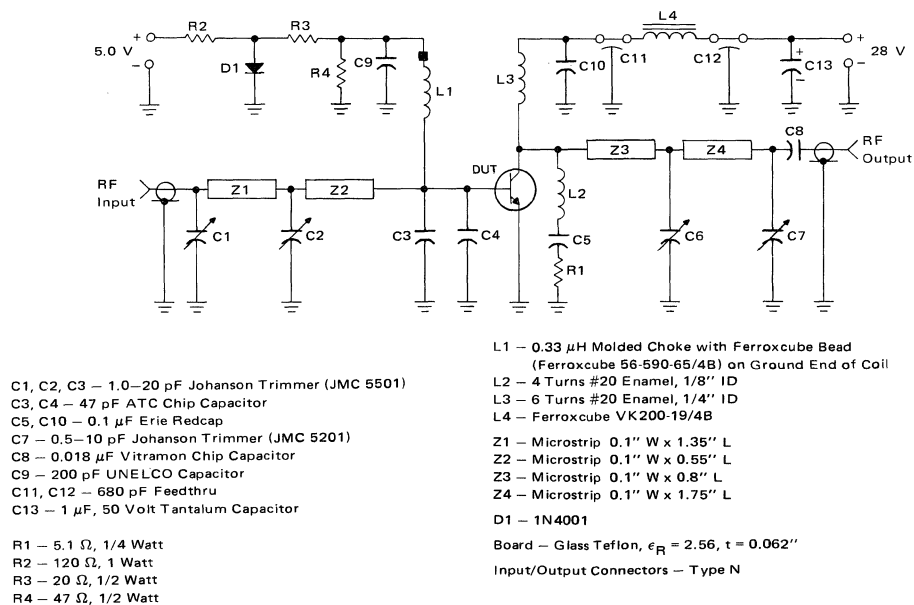 L4
R2
R3
+
5.0 V
–
D1
R4
C9
L1
L3
C10
C11
C12
+
C13
–
+
28 V
–
C8
RF
Output
Z3
Z4
DUT
RF
Input
Z1
Z2
L2
C1
C2
C3
C4
C5
R1
C6
C7
C1, C2, C3 – 1.0–20 pF Johanson Trimmer (JMC 5501)
C3, C4 – 47 pF ATC Chip Capacitor
C5, C10 – 0.1 μF Erie Redcap
C7 – 0.5–10 pF Johanson Trimmer (JMC 5201)
C8 – 0.018 μF Vitramon Chip Capacitor
C9 – 200 pF UNELCO Capacitor
C11, C12 – 680 pF Feedthru
C13 – 1 μF, 50 Volt Tantalum Capacitor
R1 – 5.1 Ω, 1/4 Watt
R2 – 120 Ω, 1 Watt
R3 – 20 Ω, 1/2 Watt
R4 – 47 Ω, 1/2 Watt
L1 – 0.33 μH Molded Choke with Ferroxcube Bead
(Ferroxcube 56-590-65/4B) on Ground End of Coil
L2 – 4 Turns #20 Enamel, 1/8" ID
L3 – 6 Turns #20 Enamel, 1/4" ID
L4 – Ferroxcube VK200-19/4B
Z1 – Microstrip 0.1" W x 1.35" L
Z2 – Microstrip 0.1" W x 0.55" L
Z3 – Microstrip 0.1" W x 0.8" L
Z4 – Microstrip 0.1" W x 1.75" L
D1 – 1N4001
Board – Glass Teflon, εR = 2.56, t = 0.062"
Input/Output Connectors – Type N